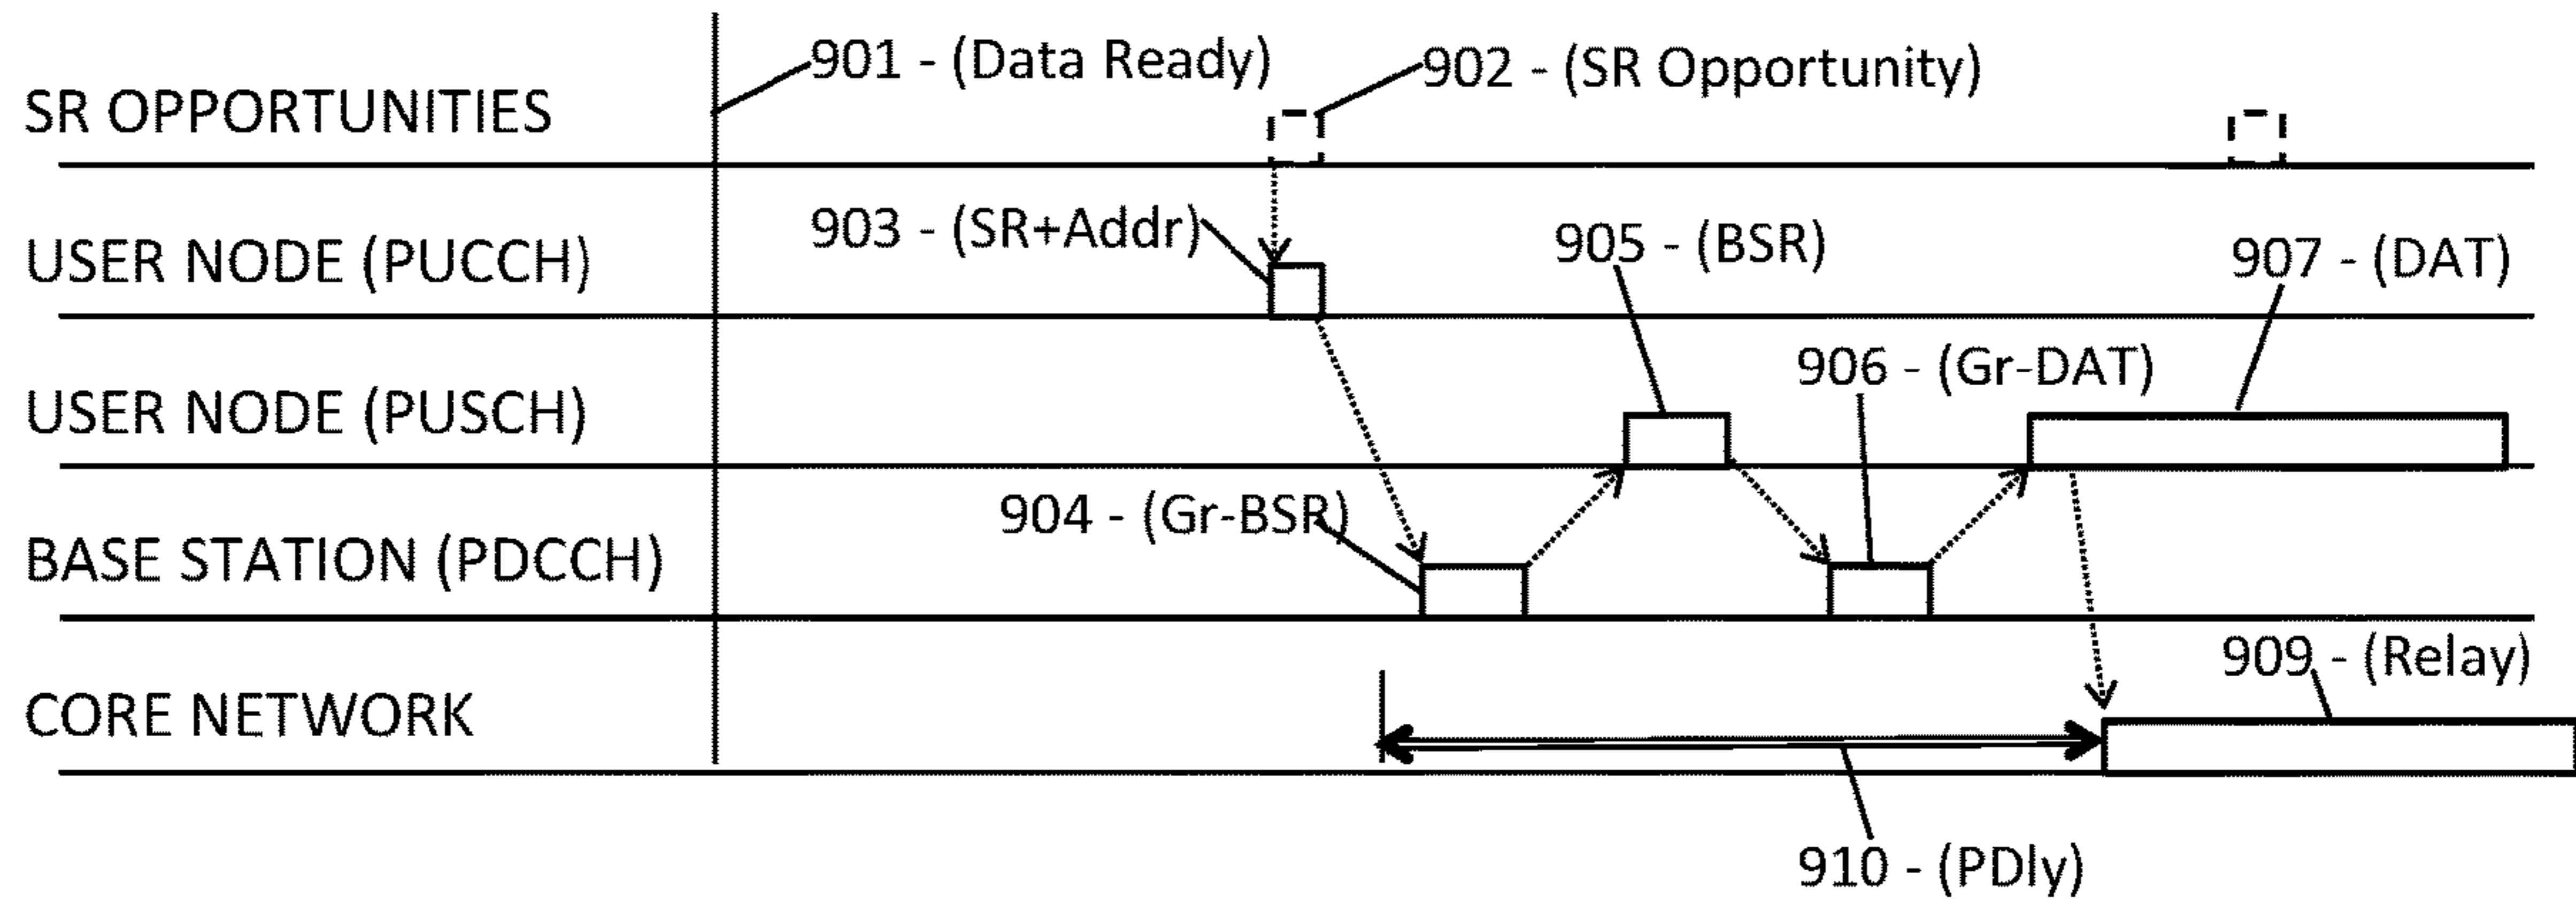 901 - (Data Ready)
902 - (SR Opportunity)
SR OPPORTUNITIES
903 - (SR+Addr)
905 - (BSR)
907 - (DAT)
USER NODE (PUCCH)
906 - (Gr-DAT)
USER NODE (PUSCH)
904 - (Gr-BSR)
BASE STATION (PDCCH)
909 - (Relay)
CORE NETWORK
910 - (PDly)